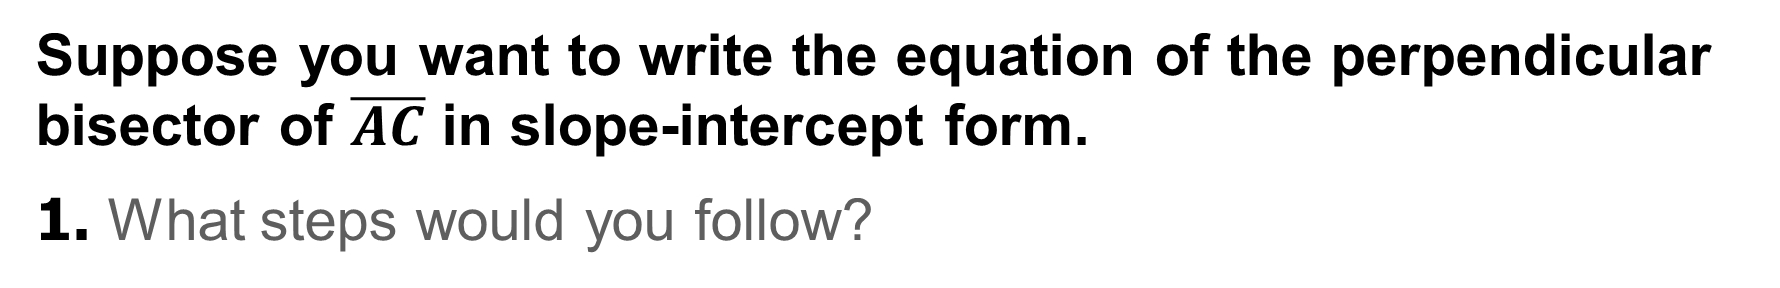 Suppose you want to write the equation of the perpendicular
bisector of \overline{AC} in slope-intercept form.
1. What steps would you follow?